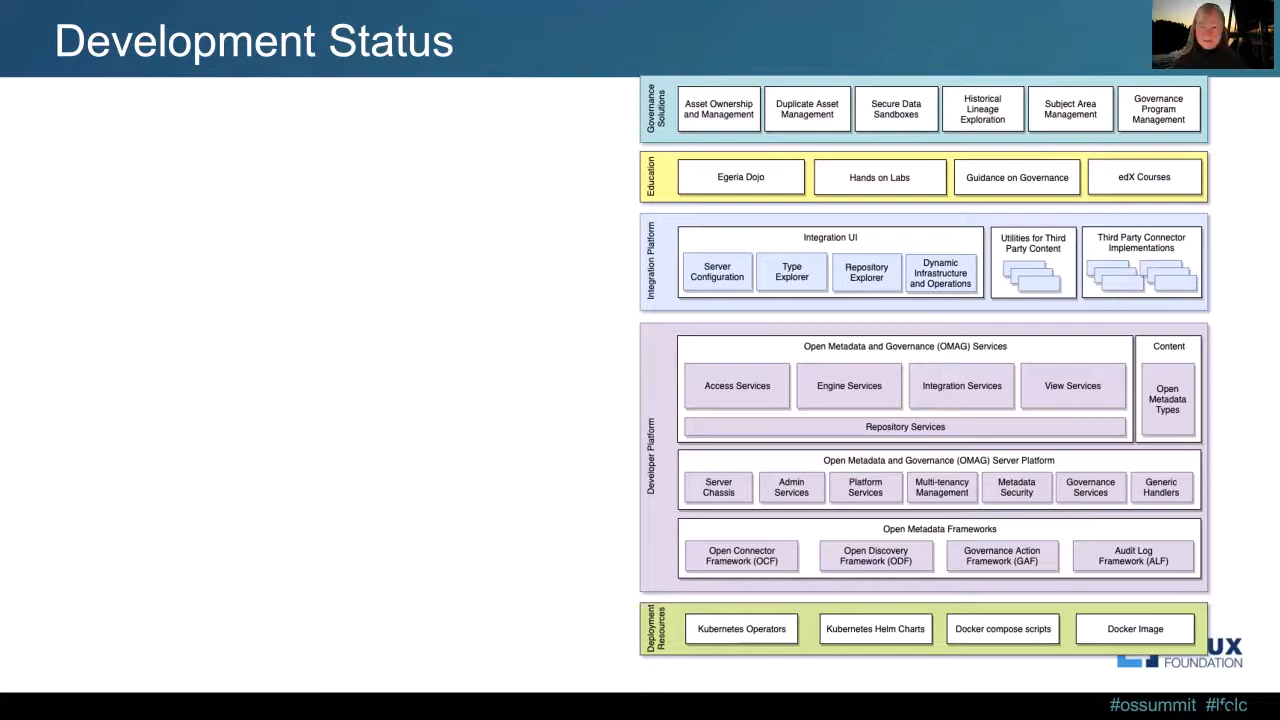 Development Status
Governance
Solutions
Asset Ownership
and Management
Duplicate Asset
Management
Secure Data
Sandboxes
Historical
Lineage
Exploration
Subject Area
Management
Governance
Program
Management
Education
Egeria Dojo
Hands on Labs
Guidance on Governance
edX Courses
Integration Platform
Integration UI
Server
Configuration
Type
Explorer
Repository
Explorer
Dynamic
Infrastructure
and Operations
Utilities for Third
Party Content
Third Party Connector
Implementations
Developer Platform
Open Metadata and Governance (OMAG) Services
Access Services
Engine Services
Integration Services
View Services
Repository Services
Content
Open
Metadata
Types
Open Metadata and Governance (OMAG) Server Platform
Server
Chassis
Admin
Services
Platform
Services
Multi-tenancy
Management
Metadata
Security
Governance
Services
Generic
Handlers
Open Metadata Frameworks
Open Connector
Framework (OCF)
Open Discovery
Framework (ODF)
Governance Action
Framework (GAF)
Audit Log
Framework (ALF)
Deployment
Resources
Kubernetes Operators
Kubernetes Helm Charts
Docker compose scripts
Docker Image
UX
FOUNDATION
#ossummit #lfclc